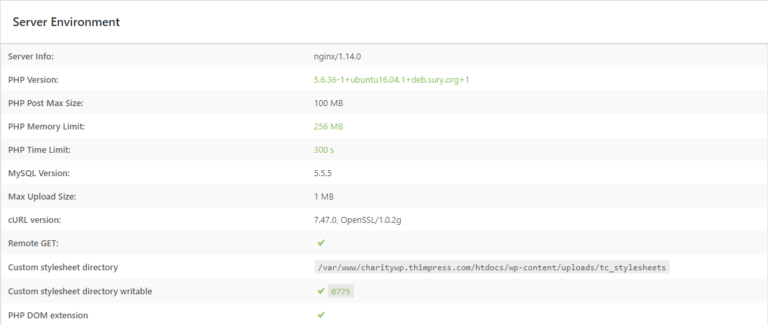 Server Environment
Server Info: nginx/1.14.0
PHP Version: 5.6.36-1+ubuntu16.04.1+deb.sury.org+1
PHP Post Max Size: 100 MB
PHP Memory Limit: 256 MB
PHP Time Limit: 300 s
MySQL Version: 5.5.5
Max Upload Size: 1 MB
cURL version: 7.47.0, OpenSSL/1.0.2g
Remote GET: ✔
Custom stylesheet directory /var/www/charitywp.thimpress.com/htdocs/wp-content/uploads/tc_stylesheets
Custom stylesheet directory writable ✔ 0775
PHP DOM extension ✔